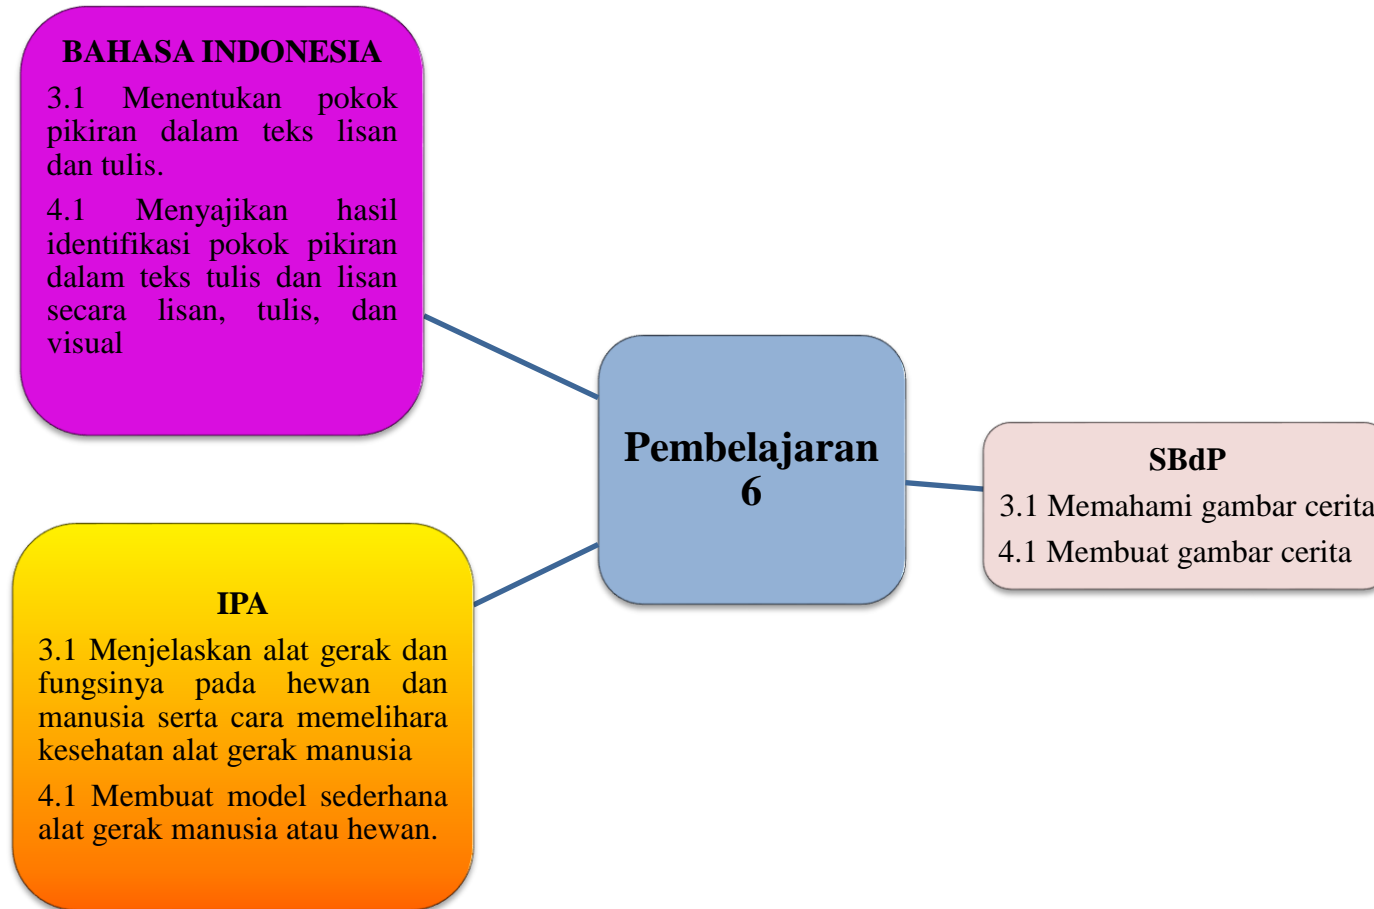 BAHASA INDONESIA
3.1 Menentukan pokok
pikiran dalam teks lisan
dan tulis.
4.1 Menyajikan hasil
identifikasi pokok pikiran
dalam teks tulis dan lisan
secara lisan, tulis, dan
visual
Pembelajaran
6
SBdP
3.1 Memahami gambar cerita
4.1 Membuat gambar cerita
IPA
3.1 Menjelaskan alat gerak dan
fungsinya pada hewan dan
manusia serta cara memelihara
kesehatan alat gerak manusia
4.1 Membuat model sederhana
alat gerak manusia atau hewan.